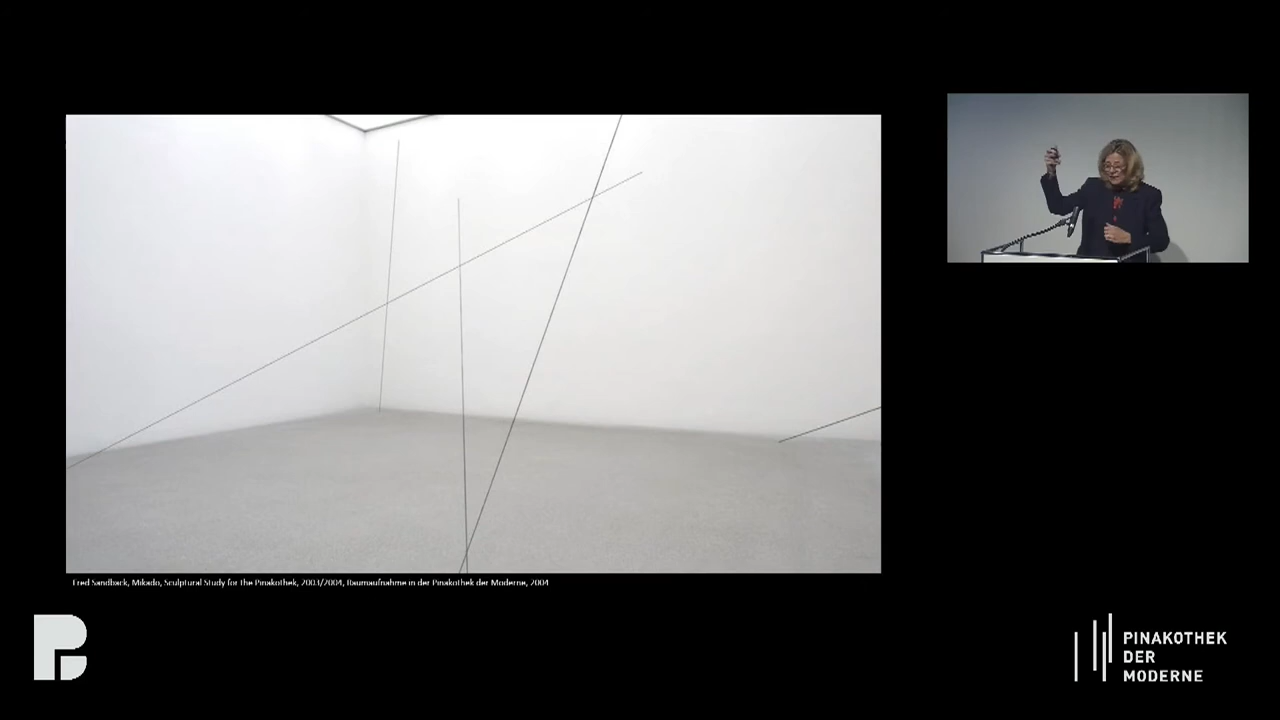 Fred Sandback, Mikado, Sculptural Study for the Pinakothek, 2003/2004, Raumaufnahme in der Pinakothek der Moderne, 2004
PINAKOTHEK
DER
MODERNE